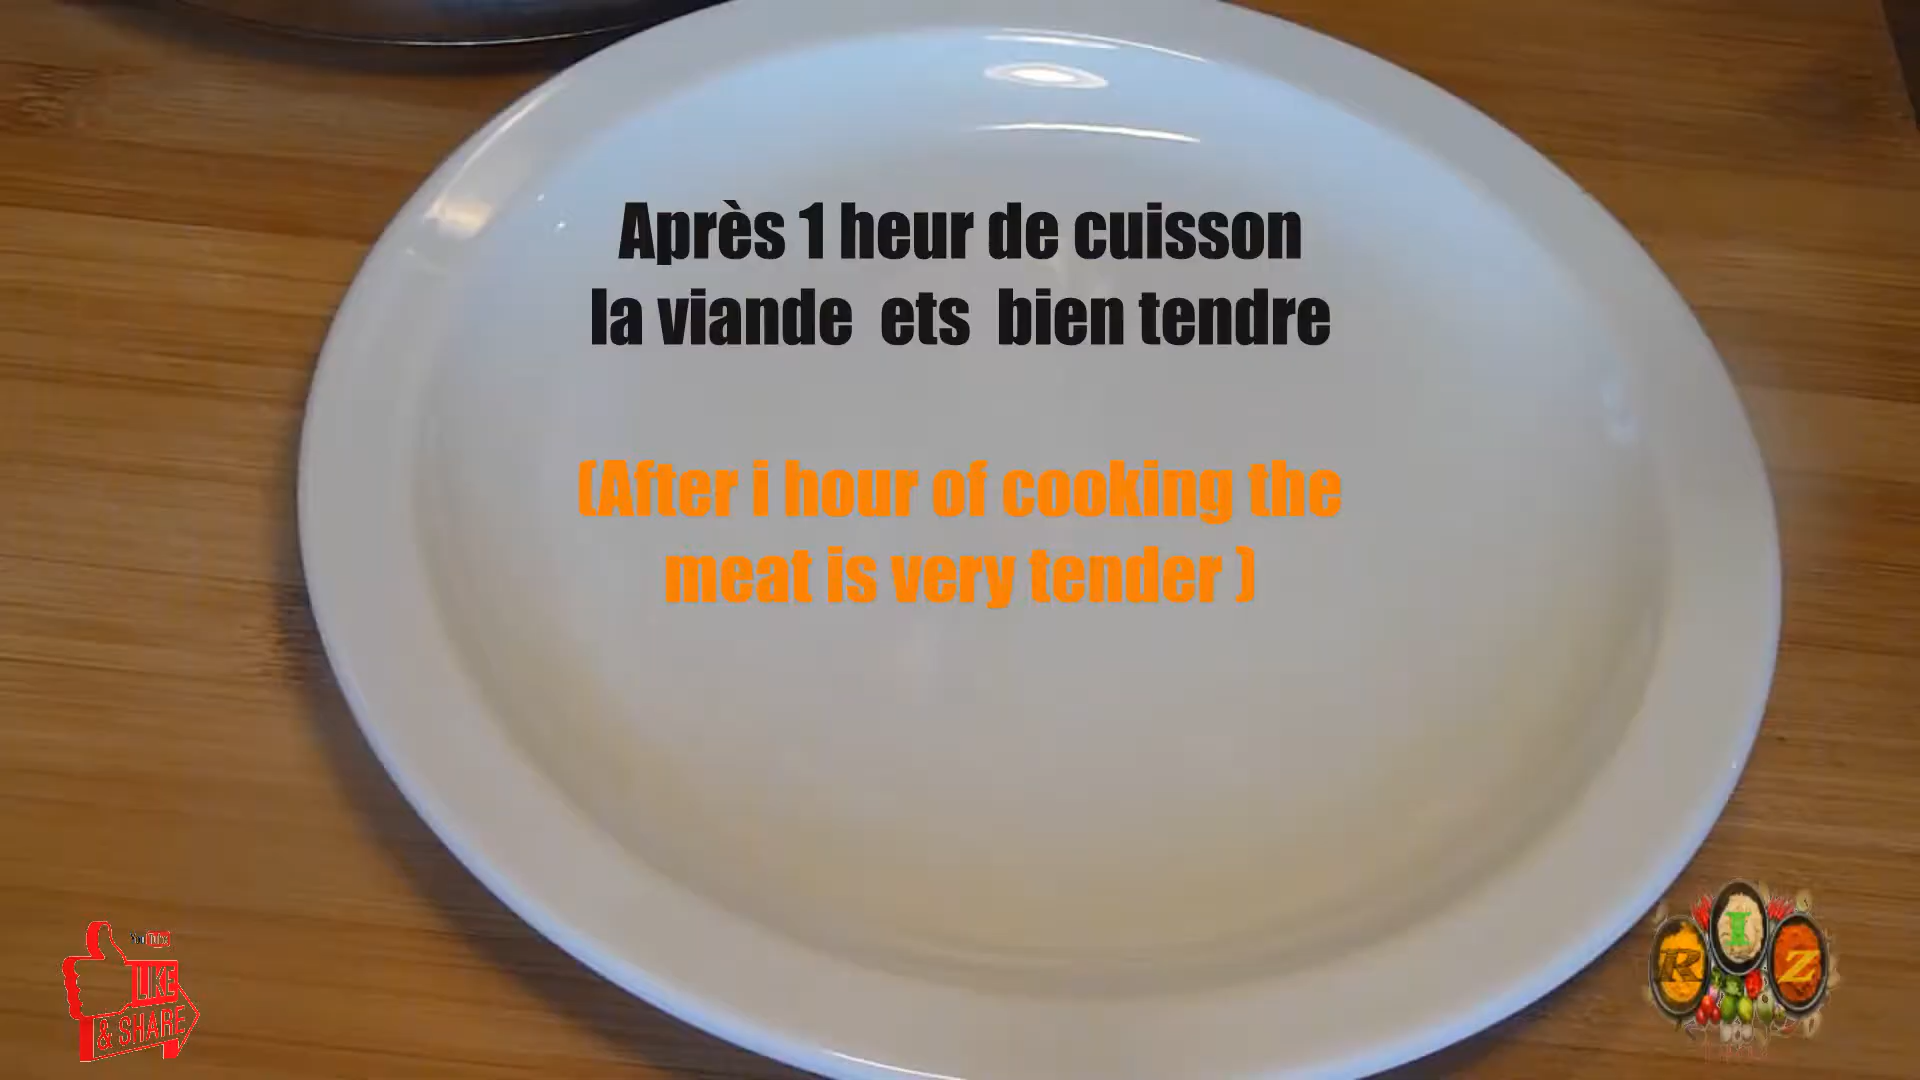 Après 1 heur de cuisson
la viande ets bien tendre
(After i hour of cooking the
meat is very tender )
YouTube
LIKE
& SHARE
R I Z